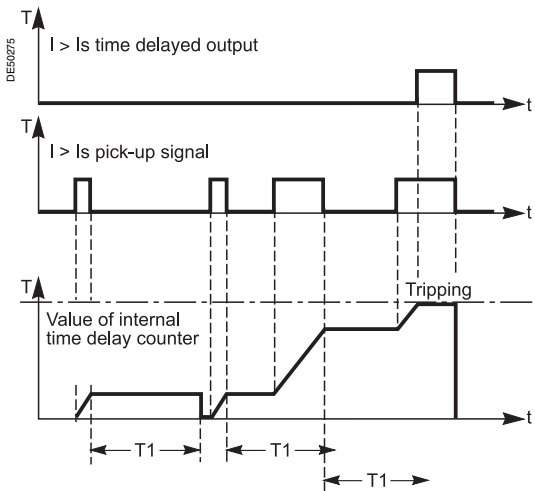 T
I > Is time delayed output
DE50275
t
T
I > Is pick-up signal
t
T
Tripping
Value of internal
time delay counter
t
T1
T1
T1